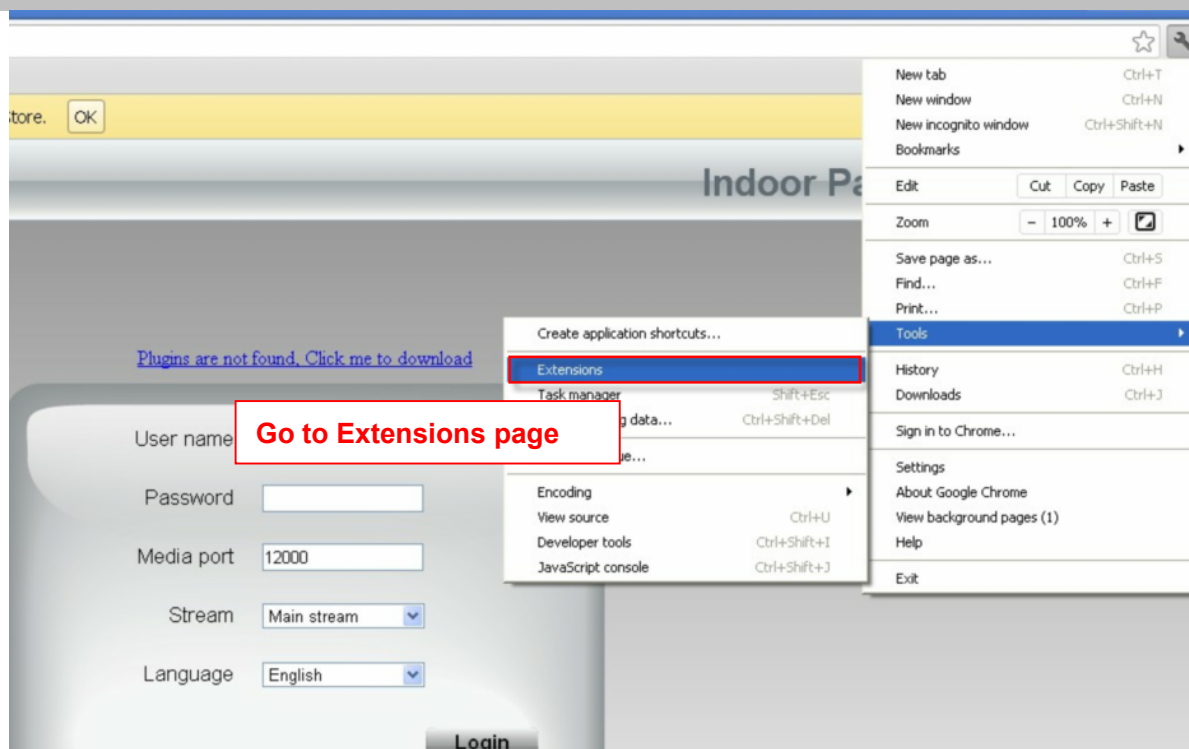 tore. OK
Indoor Pa
New tab Ctrl+T
New window Ctrl+N
New incognito window Ctrl+Shift+N
Bookmarks
Edit Cut Copy Paste
Zoom - 100% +
Save page as... Ctrl+S
Find... Ctrl+F
Print... Ctrl+P
Tools
History Ctrl+H
Downloads Ctrl+J
Sign in to Chrome...
Settings
About Google Chrome
View background pages (1)
Help
Exit
Create application shortcuts...
Extensions
Task manager Shift+Esc
g data... Ctrl+Shift+Del
ue...
Encoding
View source Ctrl+U
Developer tools Ctrl+Shift+I
JavaScript console Ctrl+Shift+J
Go to Extensions page
Plugins are not found, Click me to download
User name
Password
Media port 12000
Stream Main stream
Language English
Login